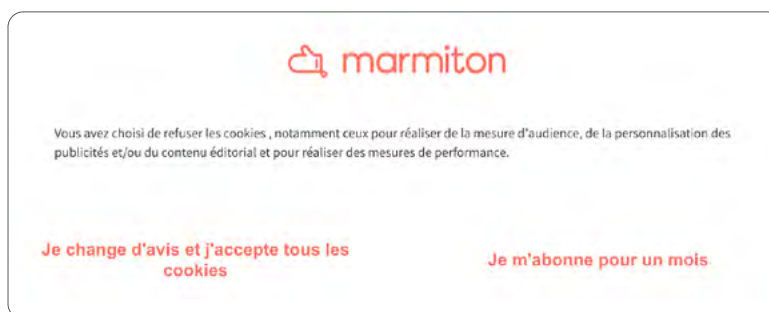 marmiton
Vous avez choisi de refuser les cookies , notamment ceux pour réaliser de la mesure d'audience, de la personnalisation des
publicités et/ou du contenu éditorial et pour réaliser des mesures de performance.
Je change d'avis et j'accepte tous les
cookies
Je m'abonne pour un mois